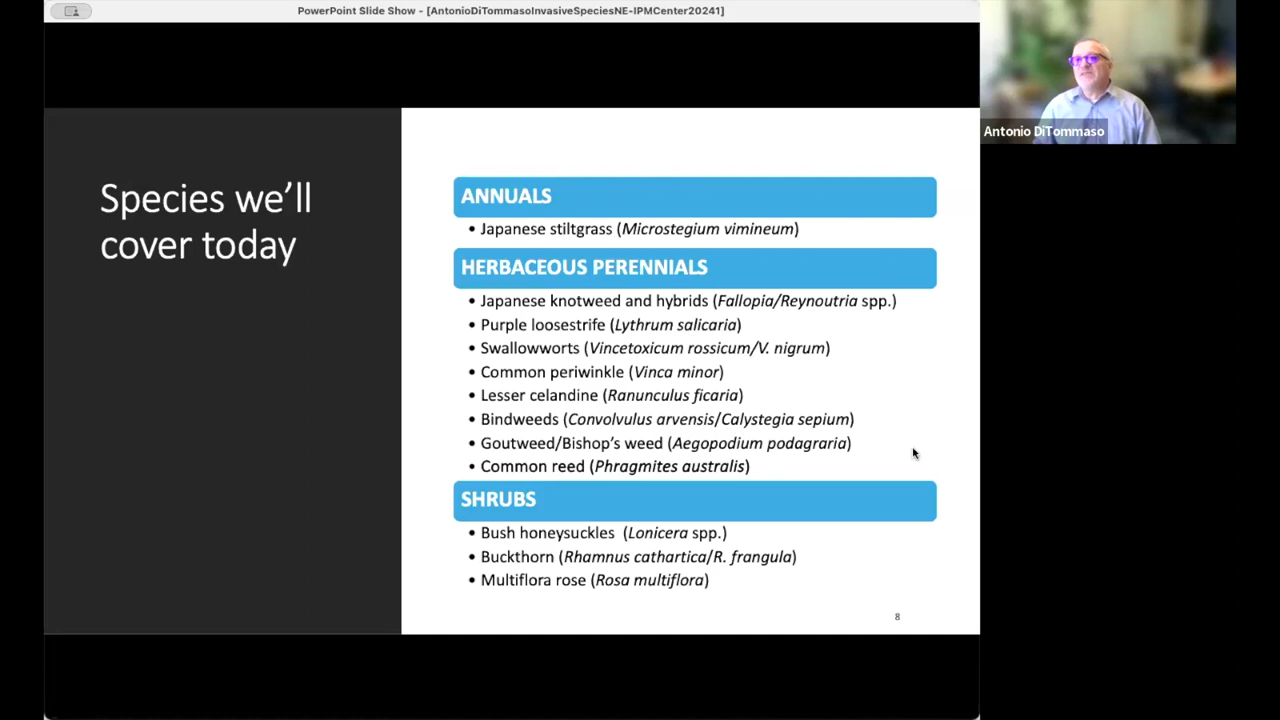 PowerPoint Slide Show - [AntonioDiTommasoInvasiveSpeciesNE-IPMCenter20241]
Antonio DiTommaso
Species we’ll
cover today
ANNUALS
• Japanese stiltgrass (Microstegium vimineum)
HERBACEOUS PERENNIALS
• Japanese knotweed and hybrids (Fallopia/Reynoutria spp.)
• Purple loosestrife (Lythrum salicaria)
• Swallowworts (Vincetoxicum rossicum/V. nigrum)
• Common periwinkle (Vinca minor)
• Lesser celandine (Ranunculus ficaria)
• Bindweeds (Convolvulus arvensis/Calystegia sepium)
• Goutweed/Bishop’s weed (Aegopodium podagraria)
• Common reed (Phragmites australis)
SHRUBS
• Bush honeysuckles (Lonicera spp.)
• Buckthorn (Rhamnus cathartica/R. frangula)
• Multiflora rose (Rosa multiflora)
8